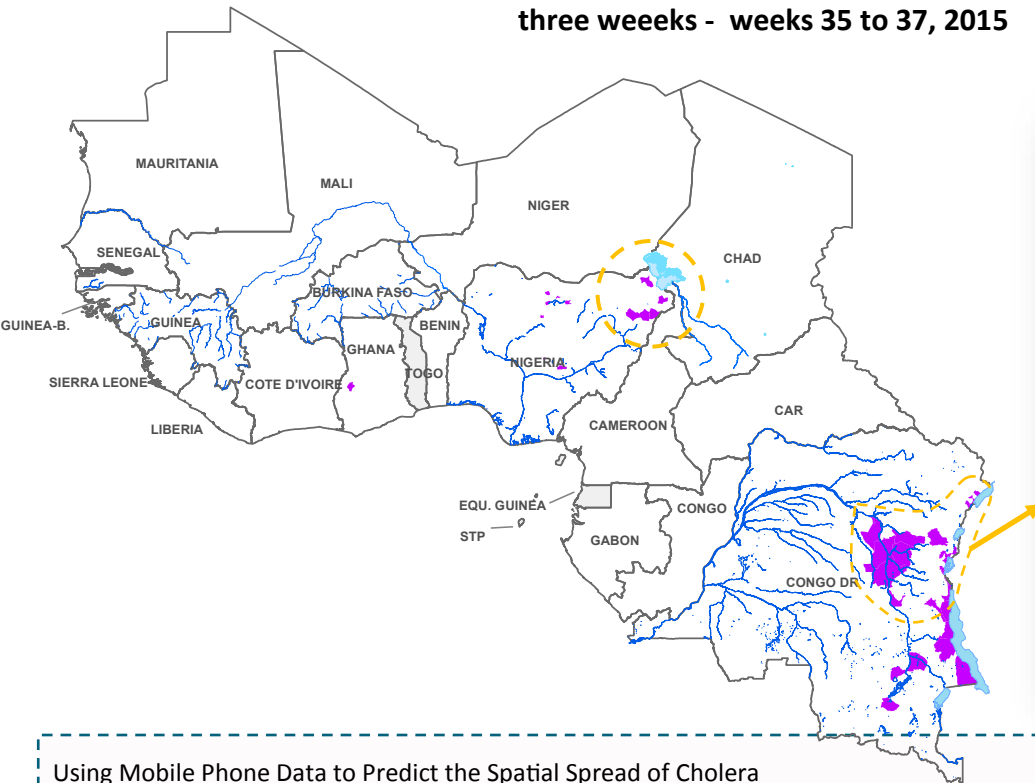 three weeeks - weeks 35 to 37, 2015
MAURITANIA
MALI
NIGER
CHAD
SENEGAL
BURKINA FASO
GUINEA-B.
GUINEA
BENIN
GHANA
NIGERIA
TOGO
SIERRA LEONE
COTE D'IVOIRE
LIBERIA
CAMEROON
CAR
EQU. GUINEA
CONGO
STP
GABON
CONGO DR
Using Mobile Phone Data to Predict the Spatial Spread of Cholera